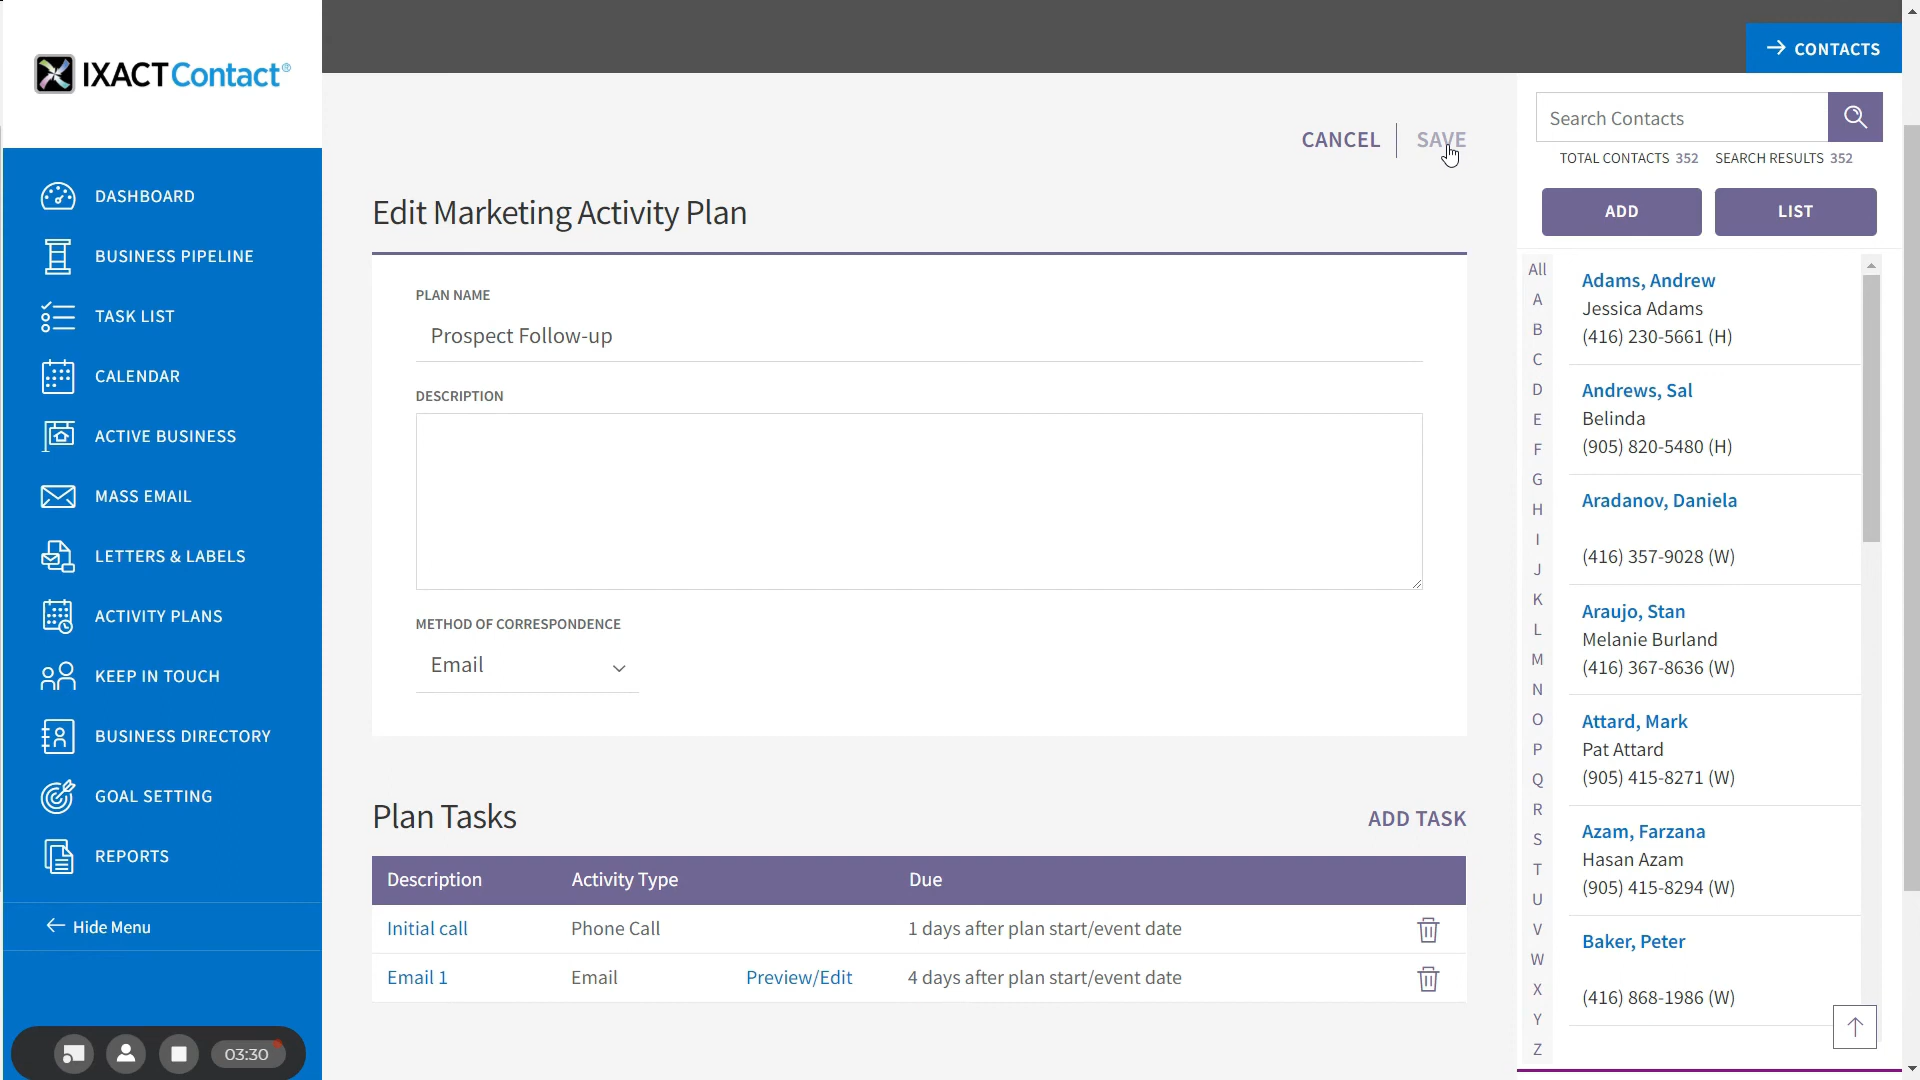 IXACTContact®
DASHBOARD
BUSINESS PIPELINE
TASK LIST
CALENDAR
ACTIVE BUSINESS
MASS EMAIL
LETTERS & LABELS
ACTIVITY PLANS
KEEP IN TOUCH
BUSINESS DIRECTORY
GOAL SETTING
REPORTS
Hide Menu
03:30
CANCEL
SAVE
Edit Marketing Activity Plan
PLAN NAME
Prospect Follow-up
DESCRIPTION
METHOD OF CORRESPONDENCE
Email
Plan Tasks
ADD TASK
Description Activity Type Due
Initial call Phone Call 1 days after plan start/event date
Email 1 Email Preview/Edit 4 days after plan start/event date
CONTACTS
Search Contacts
TOTAL CONTACTS 352 SEARCH RESULTS 352
ADD
LIST
All
A
B
C
D
E
F
G
H
I
J
K
L
M
N
O
P
Q
R
S
T
U
V
W
X
Y
Z
Adams, Andrew
Jessica Adams
(416) 230-5661 (H)
Andrews, Sal
Belinda
(905) 820-5480 (H)
Aradanov, Daniela
(416) 357-9028 (W)
Araujo, Stan
Melanie Burland
(416) 367-8636 (W)
Attard, Mark
Pat Attard
(905) 415-8271 (W)
Azam, Farzana
Hasan Azam
(905) 415-8294 (W)
Baker, Peter
(416) 868-1986 (W)